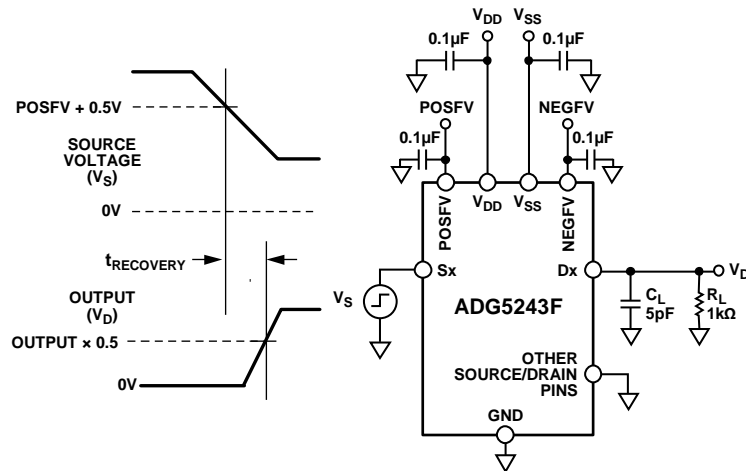 POSFV + 0.5V
SOURCE
VOLTAGE
(VS)
0V
tRECOVERY
OUTPUT
(VD)
OUTPUT × 0.5
0V
VDD
VSS
0.1µF
0.1µF
POSFV
NEGFV
0.1µF
0.1µF
POSFV
VDD
VSS
NEGFV
VS
Sx
Dx
VD
ADG5243F
CL
5pF
RL
1kΩ
OTHER
SOURCE/DRAIN
PINS
GND